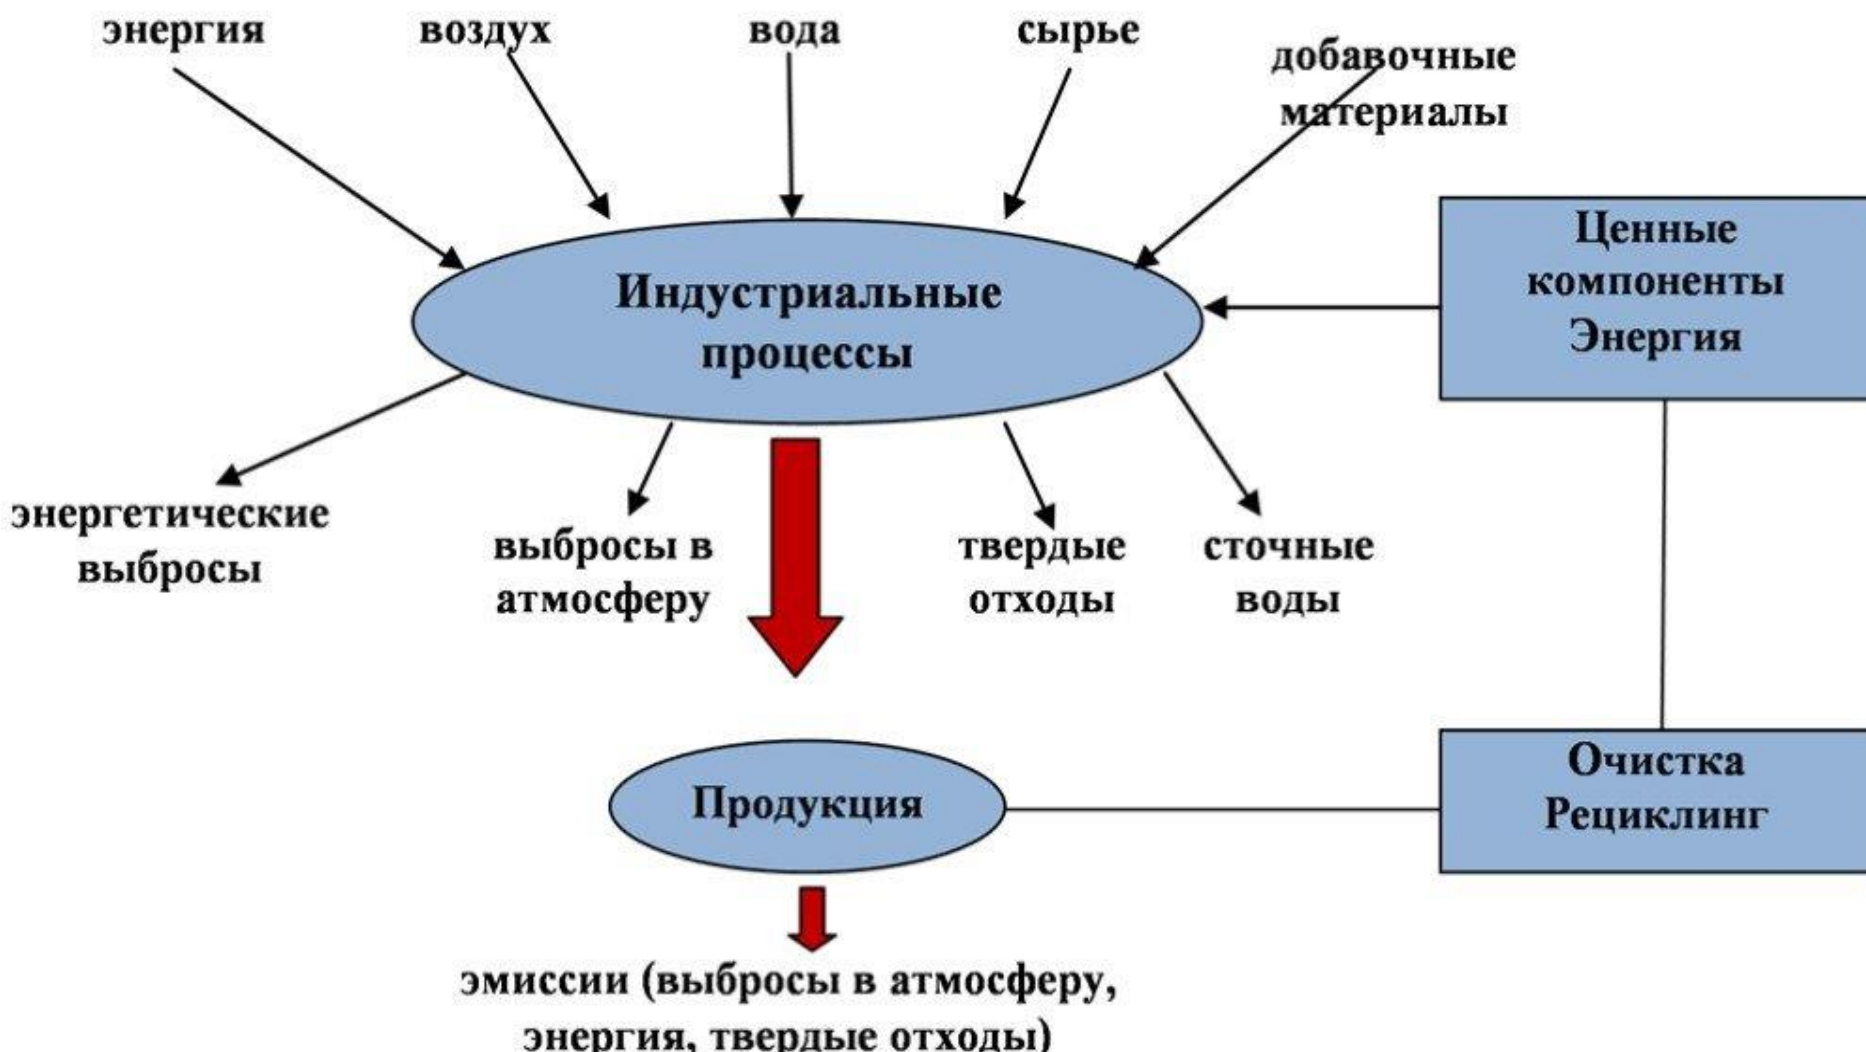 энергия
воздух
вода
сырье
добавочные
материалы
Индустриальные
процессы
Ценные
компоненты
Энергия
энергетические
выбросы
выбросы в
атмосферу
твердые
отходы
сточные
воды
Продукция
Очистка
Рециклинг
эмиссии (выбросы в атмосферу,
энергия, твердые отходы)